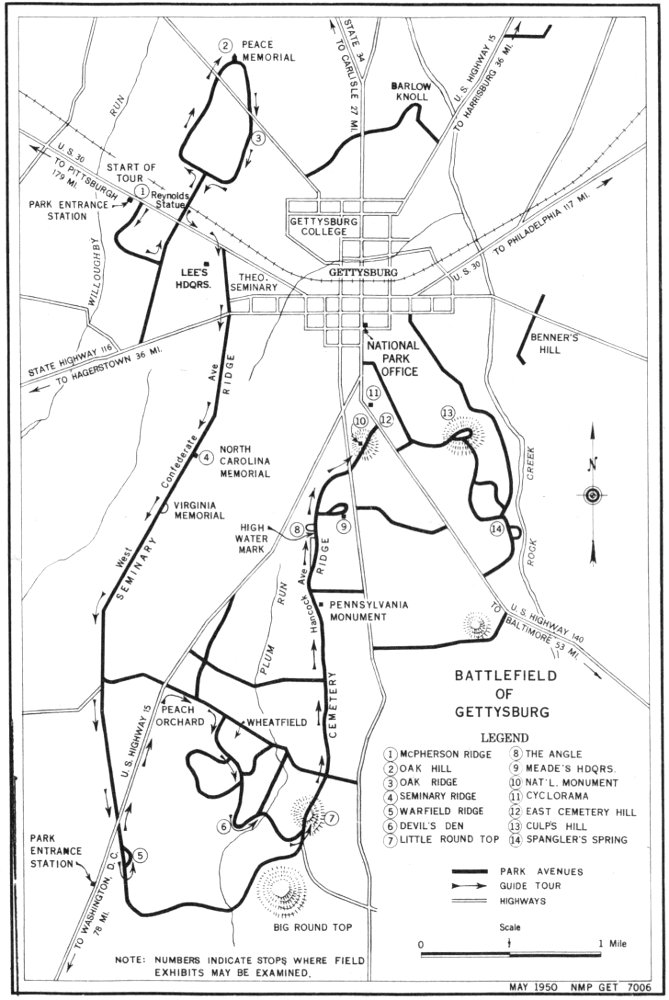 2 PEACE
MEMORIAL
STATE 34
TO CARLISLE 27 MI.
U. S. HIGHWAY 15
TO HARRISBURG 36 MI.
BARLOW
KNOLL
RUN
WILLOUGHBY
3
U.S. 30
TO PITTSBURGH
179 MI.
START OF
TOUR
1
Reynolds
Statue
PARK ENTRANCE
STATION
GETTYSBURG
COLLEGE
TO PHILADELPHIA 117 MI.
U.S. 30
GETTYSBURG
LEE'S
HDQRS.
THEO.
SEMINARY
NATIONAL
PARK
OFFICE
BENNER'S
HILL
STATE HIGHWAY 116
TO HAGERSTOWN 36 MI.
West Confederate Ave
SEMINARY RIDGE
11
10
12
13
4
NORTH
CAROLINA
MEMORIAL
N
VIRGINIA
MEMORIAL
HIGH
WATER
MARK
8
9
14
ROCK CREEK
Hancock Ave
CEMETERY RIDGE
PLUM RUN
PENNSYLVANIA
MONUMENT
U. S. HIGHWAY 140
TO BALTIMORE 53 MI.
U. S. HIGHWAY 15
PEACH
ORCHARD
WHEATFIELD
6
7
5
PARK
ENTRANCE
STATION
TO WASHINGTON, D.C.
78 MI.
BIG ROUND TOP
BATTLEFIELD
OF
GETTYSBURG
LEGEND
1 McPHERSON RIDGE
2 OAK HILL
3 OAK RIDGE
4 SEMINARY RIDGE
5 WARFIELD RIDGE
6 DEVIL'S DEN
7 LITTLE ROUND TOP
8 THE ANGLE
9 MEADE'S HDQRS.
10 NAT'L. MONUMENT
11 CYCLORAMA
12 EAST CEMETERY HILL
13 CULP'S HILL
14 SPANGLER'S SPRING
PARK AVENUES
GUIDE TOUR
HIGHWAYS
Scale
0 1 Mile
NOTE: NUMBERS INDICATE STOPS WHERE FIELD
EXHIBITS MAY BE EXAMINED.
MAY 1950 NMP GET 7006